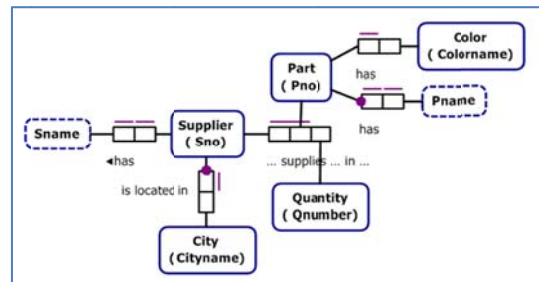 Color
( Colorname)
Part
( Pno)
has
Pname
has
Sname
Supplier
( Sno)
◄has
... supplies ... in ...
is located in
Quantity
( Qnumber)
City
( Cityname)